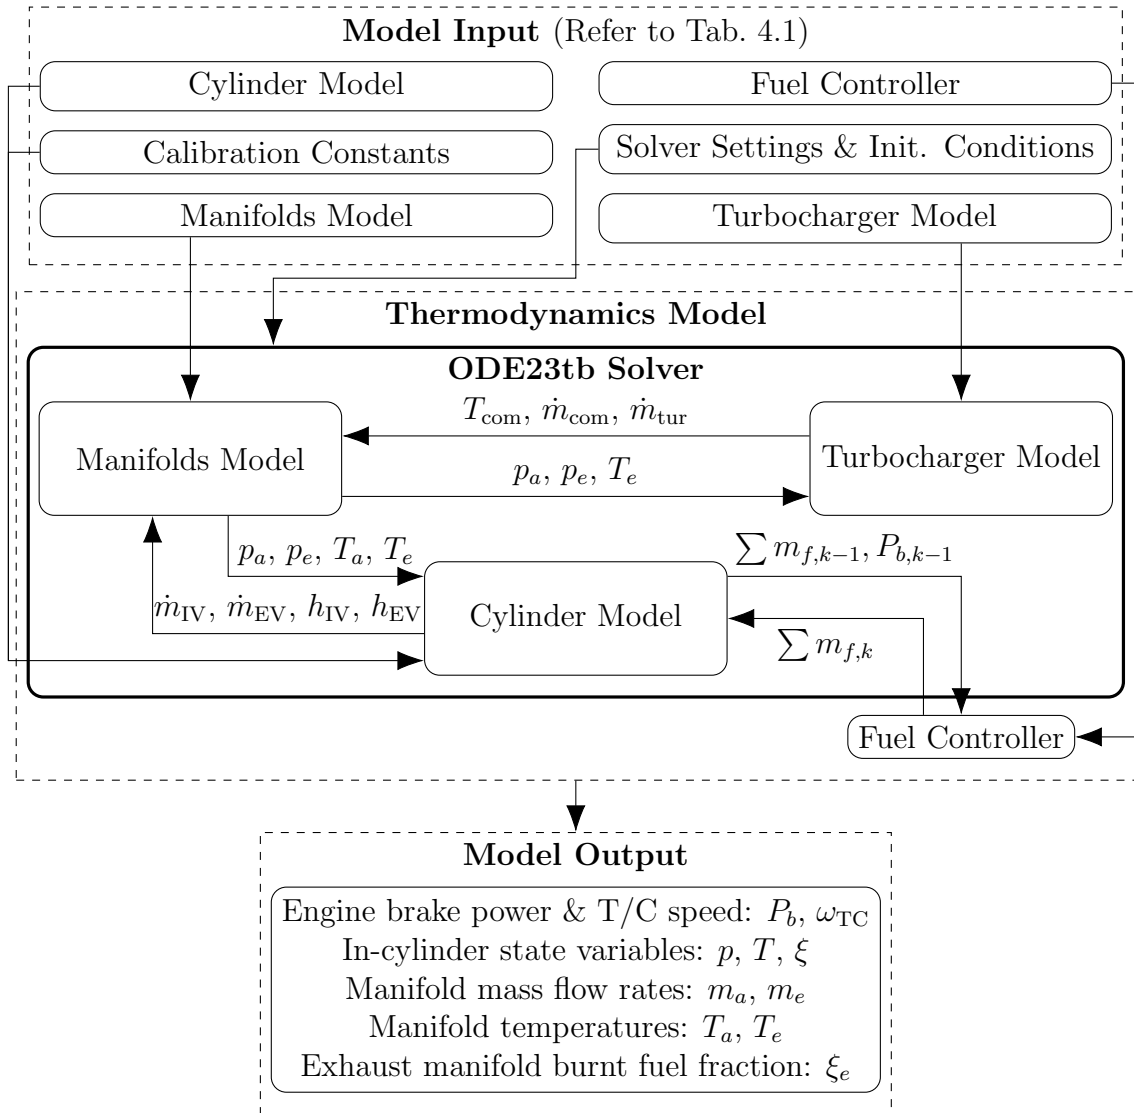 Model Input (Refer to Tab. 4.1)
Cylinder Model
Fuel Controller
Calibration Constants
Solver Settings & Init. Conditions
Manifolds Model
Turbocharger Model
Thermodynamics Model
ODE23tb Solver
T_com, ṁ_com, ṁ_tur
Manifolds Model
Turbocharger Model
p_a, p_e, T_e
p_a, p_e, T_a, T_e
∑ m_{f,k−1}, P_{b,k−1}
ṁ_IV, ṁ_EV, h_IV, h_EV
Cylinder Model
∑ m_{f,k}
Fuel Controller
Model Output
Engine brake power & T/C speed: P_b, ω_TC
In-cylinder state variables: p, T, ξ
Manifold mass flow rates: m_a, m_e
Manifold temperatures: T_a, T_e
Exhaust manifold burnt fuel fraction: ξ_e